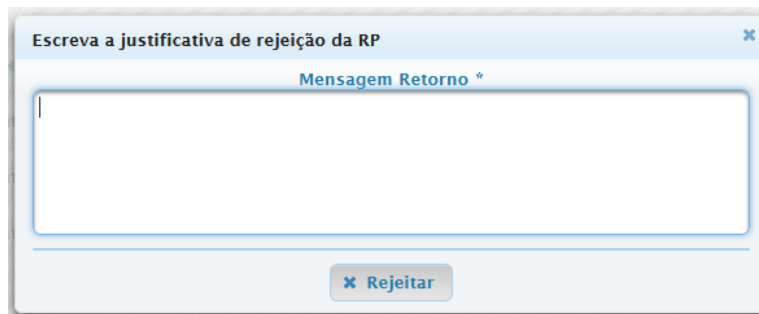 Escreva a justificativa de rejeição da RP
Mensagem Retorno *
Rejeitar